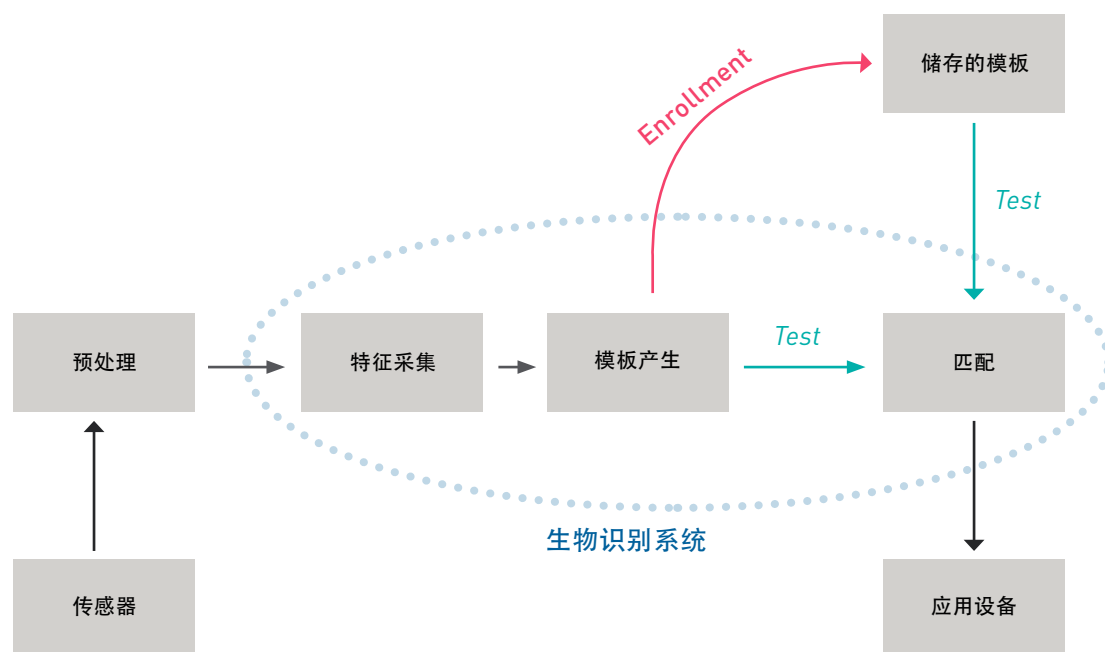 储存的模板
Enrollment
Test
预处理
特征采集
模板产生
Test
匹配
生物识别系统
传感器
应用设备